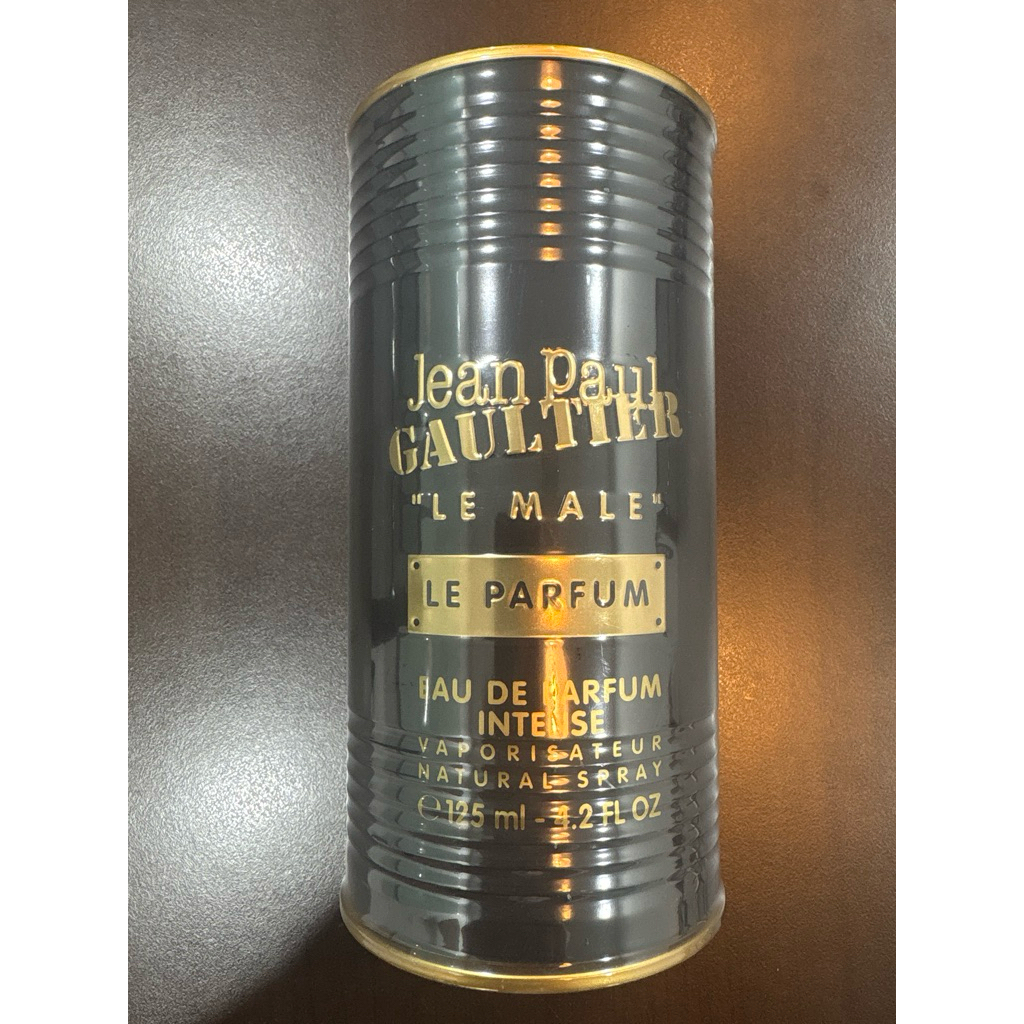 Jean Paul
GAULTIER
"LE MALE"
LE PARFUM
EAU DE PARFUM
INTENSE
VAPORISATEUR
NATURAL SPRAY
℮125 ml - 4.2 FL OZ